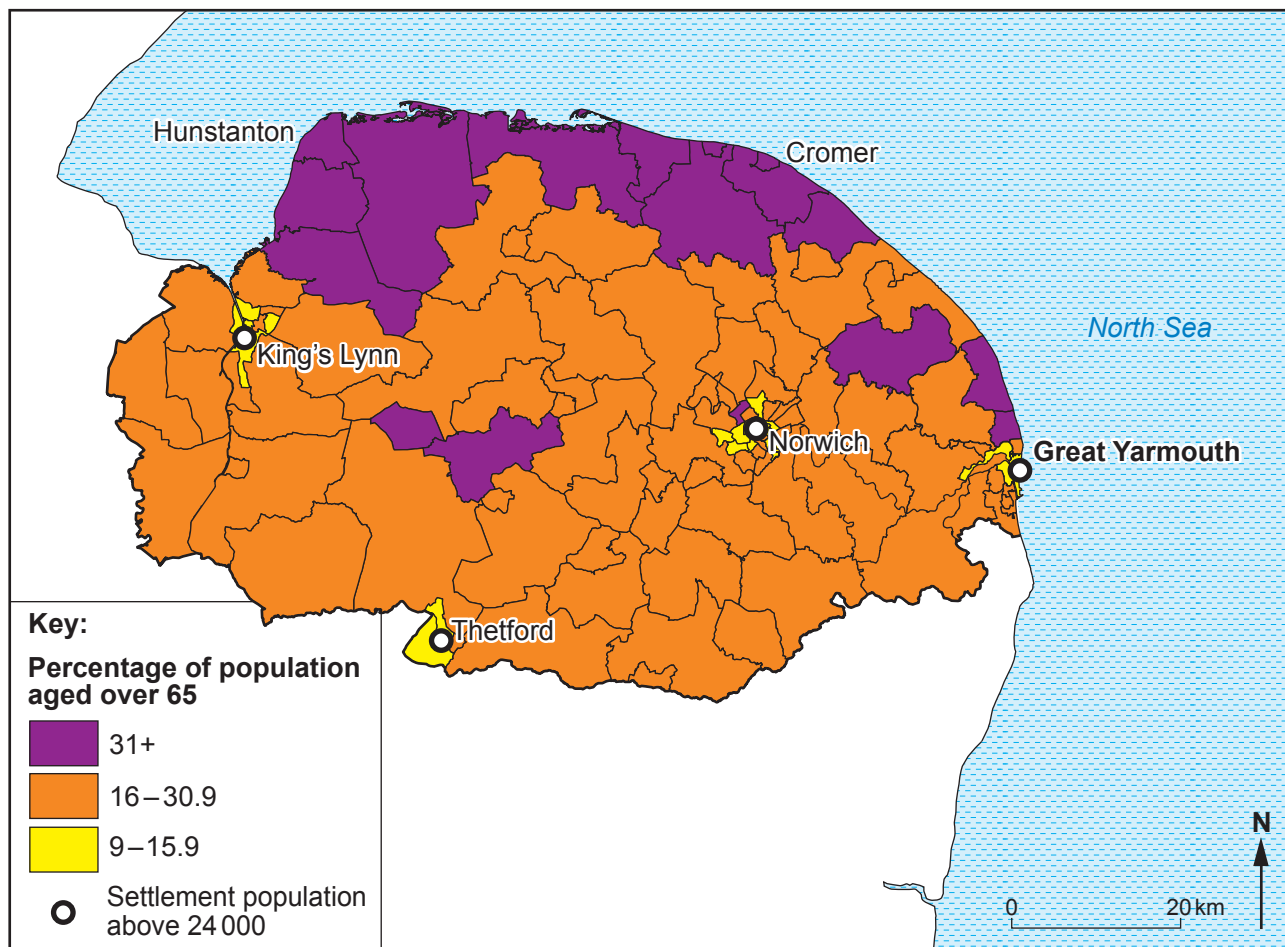 Hunstanton
Cromer
North Sea
King's Lynn
Norwich
Great Yarmouth
Thetford
Key:
Percentage of population
aged over 65
31+
16–30.9
9–15.9
Settlement population
above 24 000
N
0 20 km